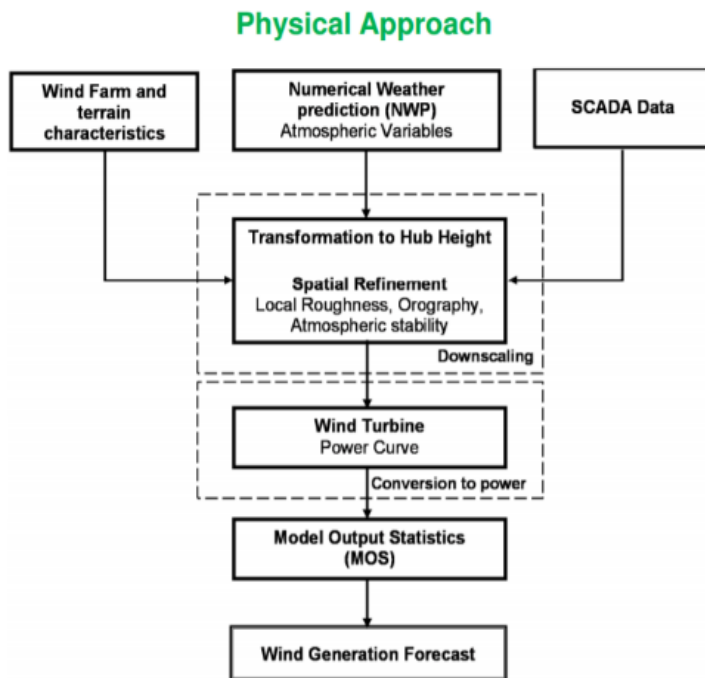 Physical Approach
Wind Farm and
terrain
characteristics
Numerical Weather
prediction (NWP)
Atmospheric Variables
SCADA Data
Transformation to Hub Height
Spatial Refinement
Local Roughness, Orography,
Atmospheric stability
Downscaling
Wind Turbine
Power Curve
Conversion to power
Model Output Statistics
(MOS)
Wind Generation Forecast